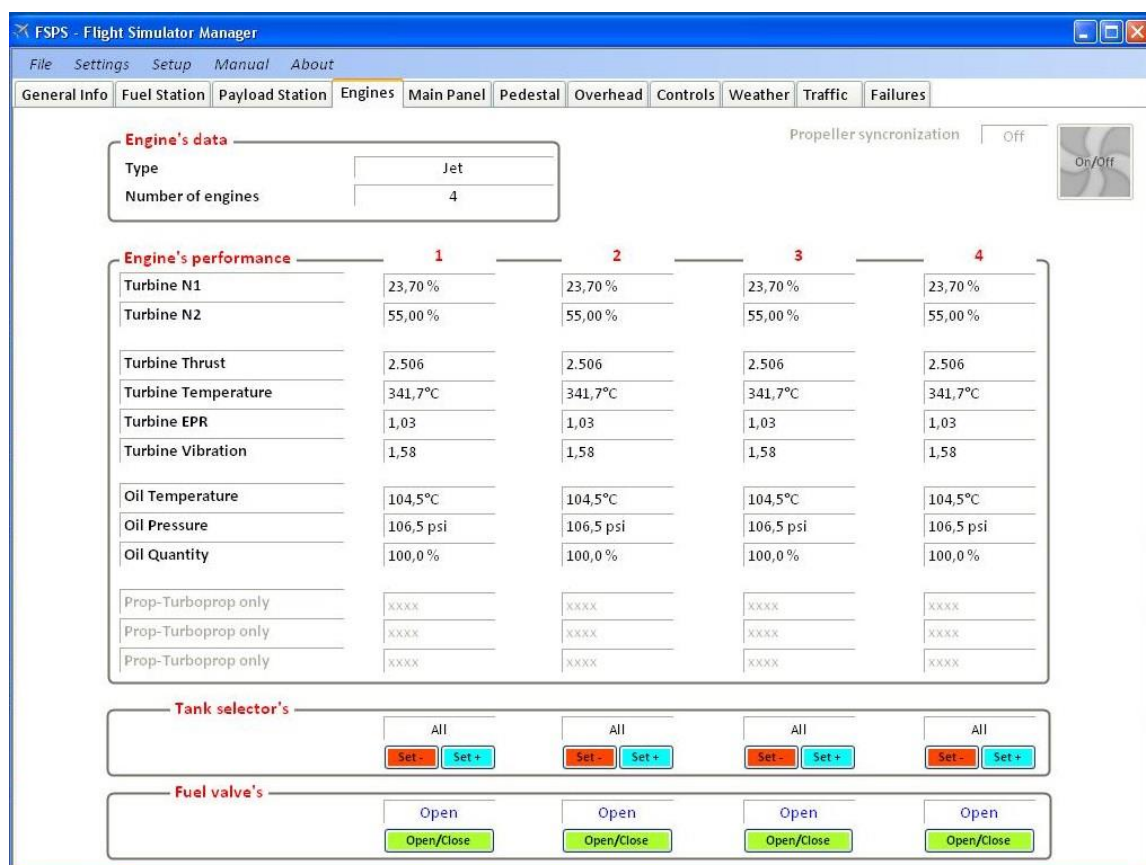 FSPS - Flight Simulator Manager
File Settings Setup Manual About
General Info Fuel Station Payload Station Engines Main Panel Pedestal Overhead Controls Weather Traffic Failures
Propeller syncronization Off On/Off
Engine's data
Type Jet
Number of engines 4
Engine's performance 1 2 3 4
Turbine N1 23,70 % 23,70 % 23,70 % 23,70 %
Turbine N2 55,00 % 55,00 % 55,00 % 55,00 %
Turbine Thrust 2.506 2.506 2.506 2.506
Turbine Temperature 341,7°C 341,7°C 341,7°C 341,7°C
Turbine EPR 1,03 1,03 1,03 1,03
Turbine Vibration 1,58 1,58 1,58 1,58
Oil Temperature 104,5°C 104,5°C 104,5°C 104,5°C
Oil Pressure 106,5 psi 106,5 psi 106,5 psi 106,5 psi
Oil Quantity 100,0 % 100,0 % 100,0 % 100,0 %
Prop-Turboprop only xxxx xxxx xxxx xxxx
Prop-Turboprop only xxxx xxxx xxxx xxxx
Prop-Turboprop only xxxx xxxx xxxx xxxx
Tank selector's
All All All All
Set - Set + Set - Set + Set - Set + Set - Set +
Fuel valve's
Open Open Open Open
Open/Close Open/Close Open/Close Open/Close